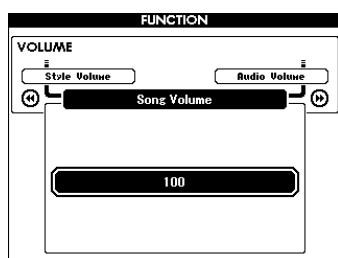 FUNCTION
VOLUME
Style Volume
Audio Volume
Song Volume
100